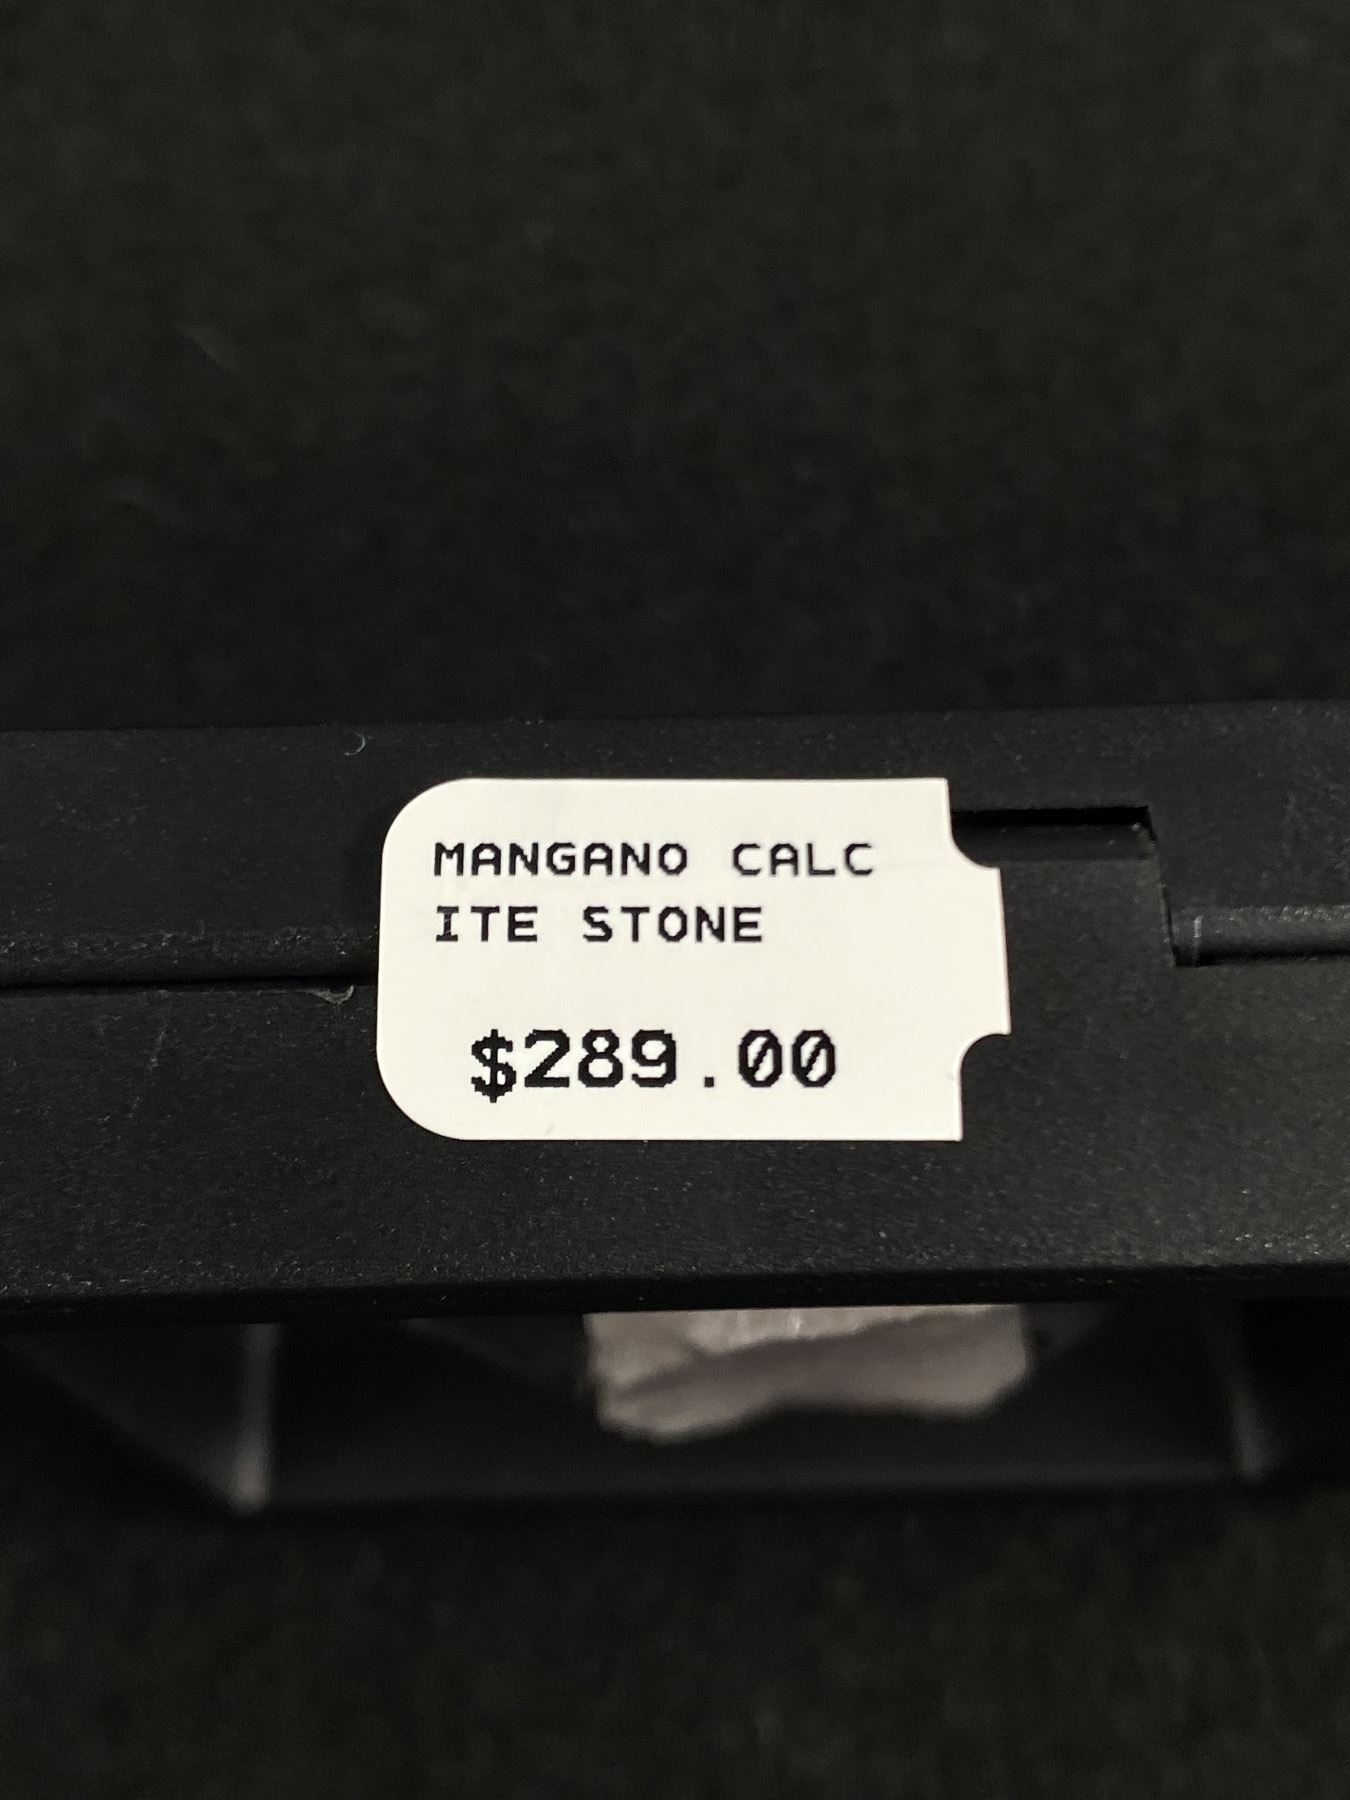 MANGANO CALC
ITE STONE
$289.00